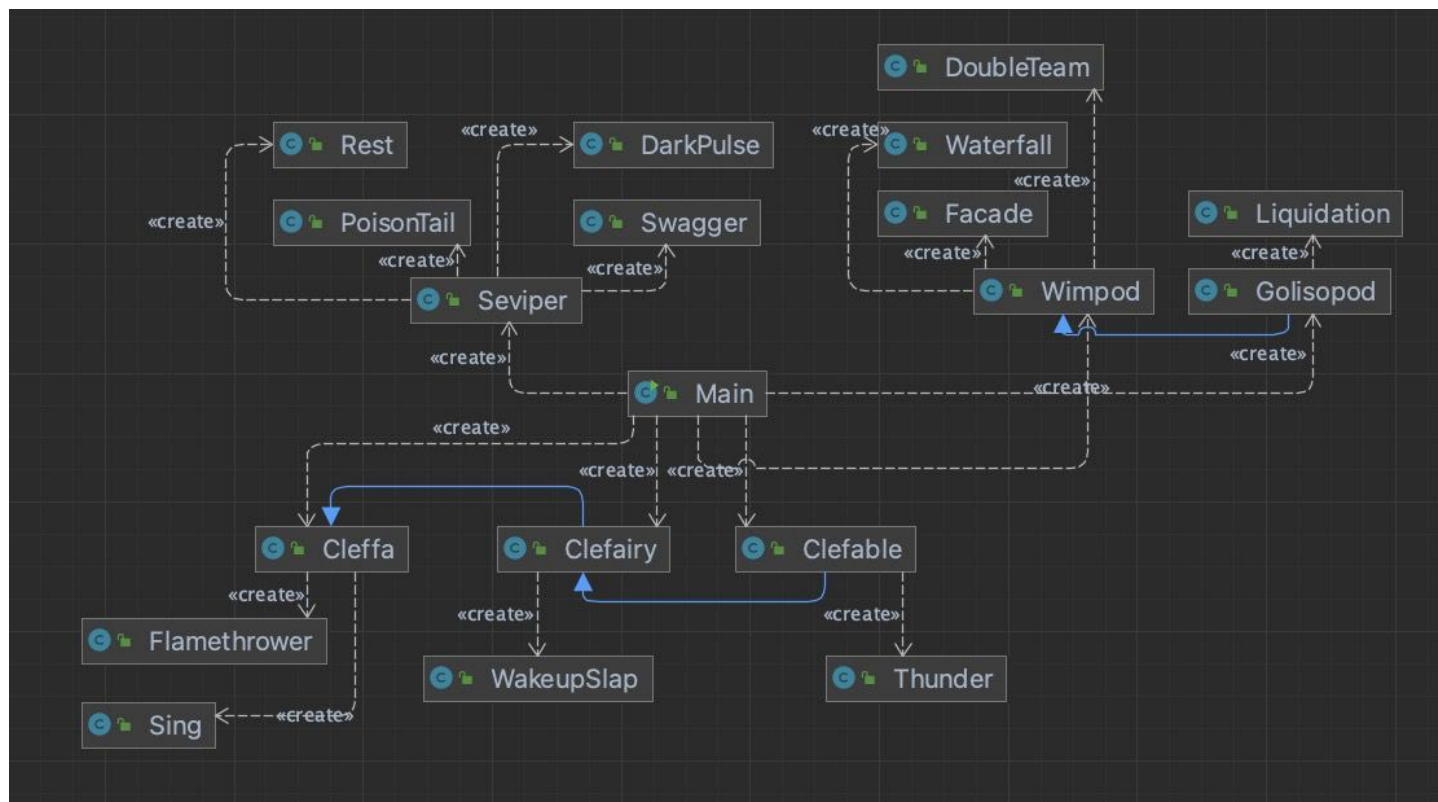 DoubleTeam
«create»
«create»
Rest
DarkPulse
Waterfall
«create»
«create»
PoisonTail
Swagger
Facade
Liquidation
«create»
«create»
«create»
«create»
Seviper
Wimpod
Golisopod
«create»
«create»
Main
«create»
«create»
«create»
«create»
Cleffa
Clefairy
Clefable
«create»
«create»
«create»
Flamethrower
WakeupSlap
Thunder
Sing
«create»